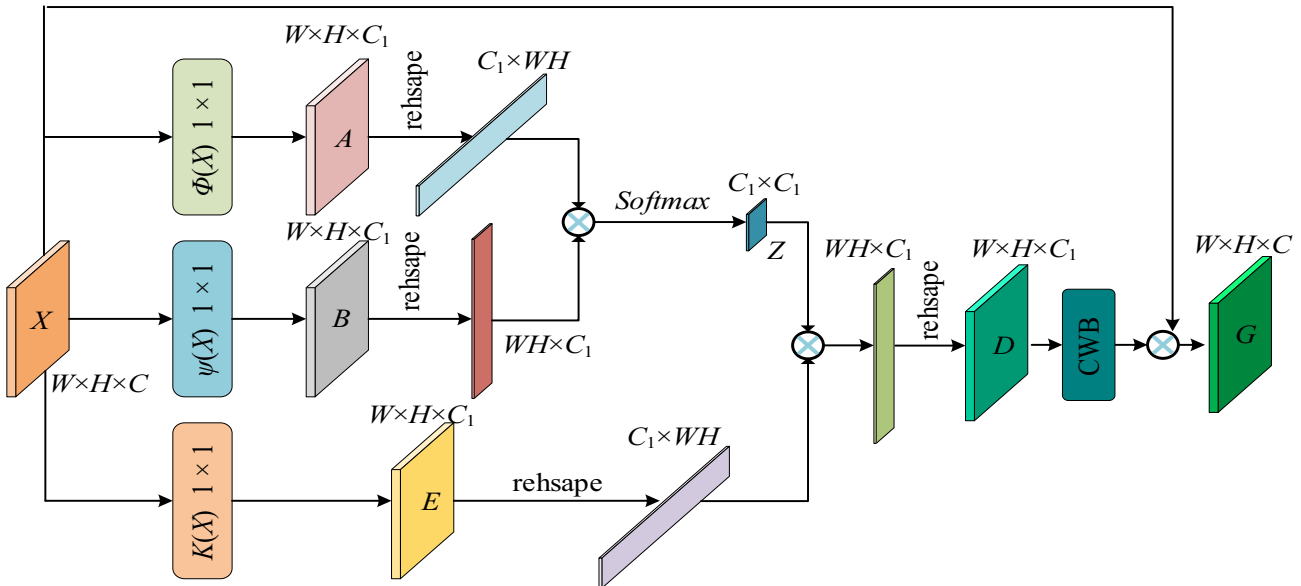 W×H×C₁
rehsape
C₁×WH
Φ(X) 1×1
A
W×H×C₁
rehsape
Softmax
C₁×C₁
Z
X
W×H×C
ψ(X) 1×1
B
WH×C₁
WH×C₁
rehsape
W×H×C₁
D
CWB
W×H×C
G
K(X) 1×1
W×H×C₁
E
rehsape
C₁×WH